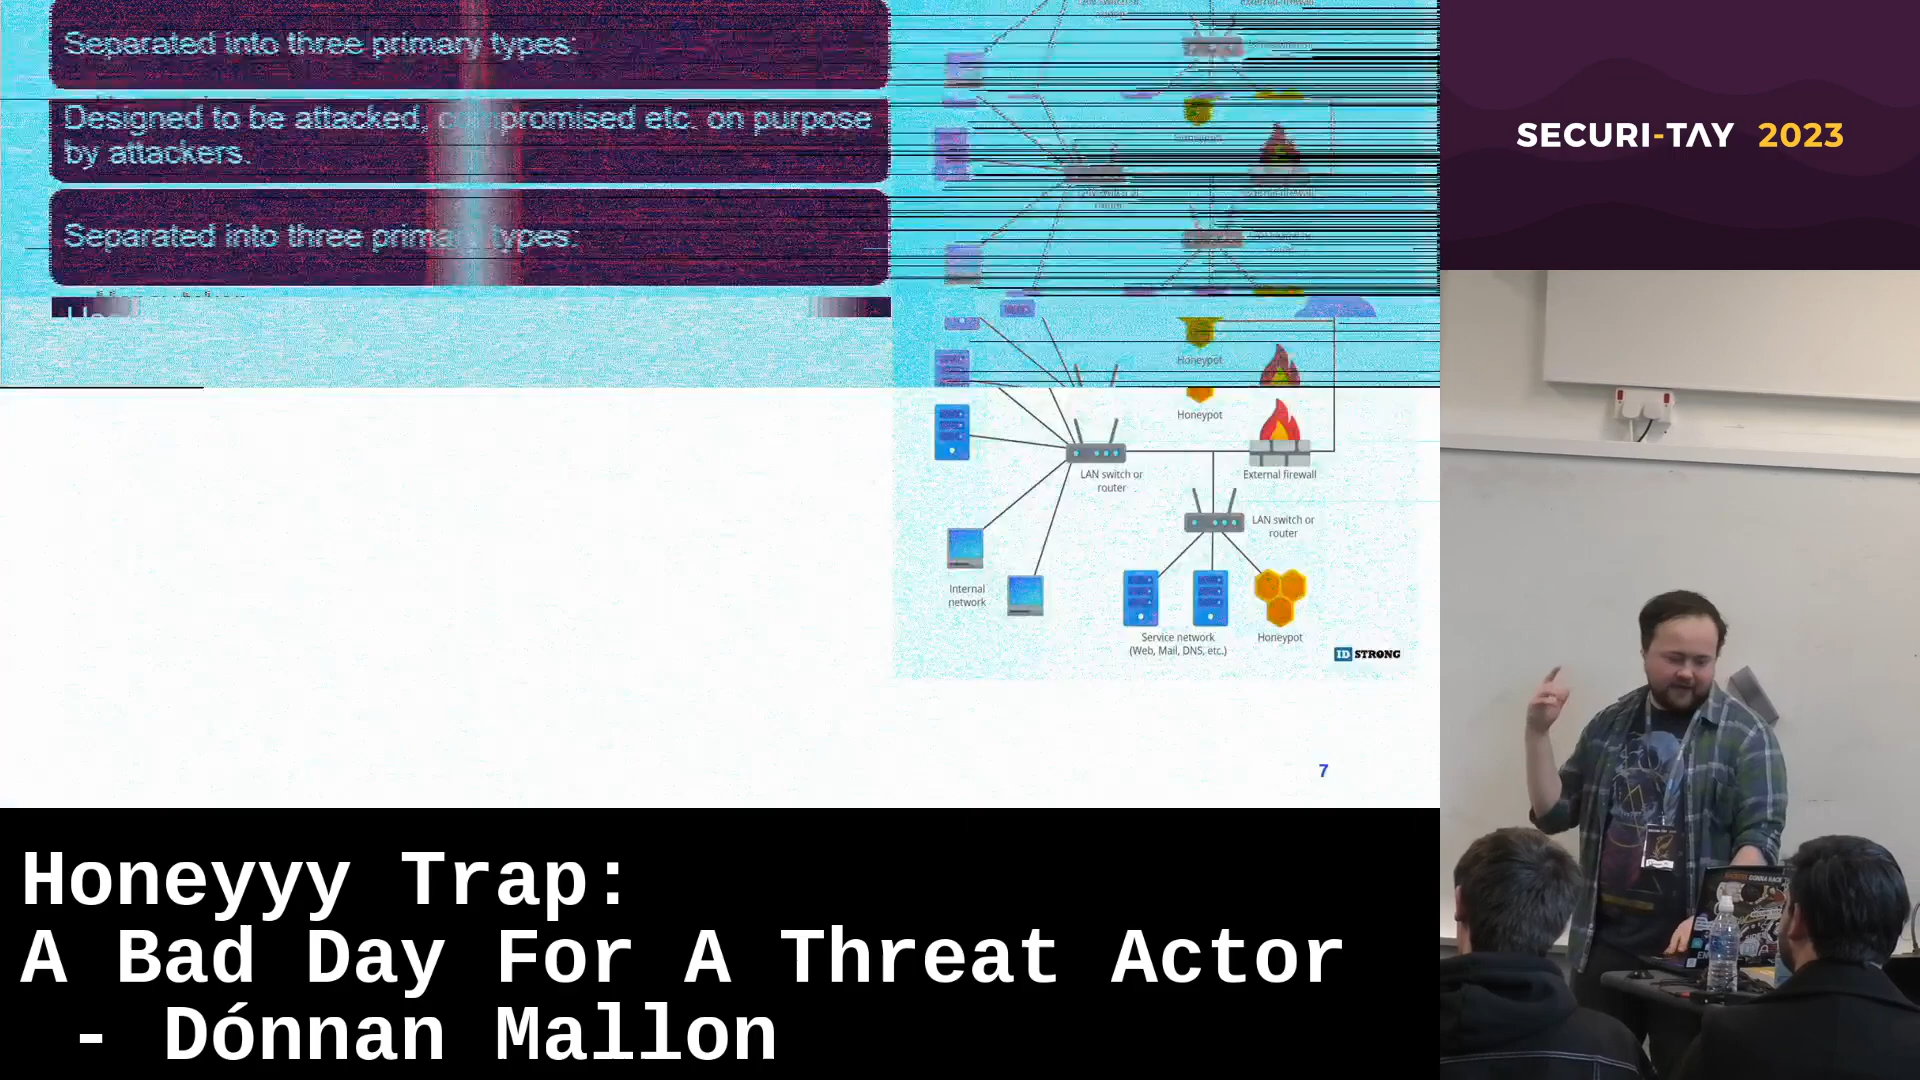 Separated into three primary types:
Designed to be attacked, compromised etc. on purpose
by attackers.
Separated into three primary types:
Honeypot
Honeypot
LAN switch or
router
External firewall
LAN switch or
router
Internal
network
Service network
(Web, Mail, DNS, etc.)
Honeypot
ID STRONG
7
SECURI-TAY 2023
Honeyyy Trap:
A Bad Day For A Threat Actor
- Dónnan Mallon